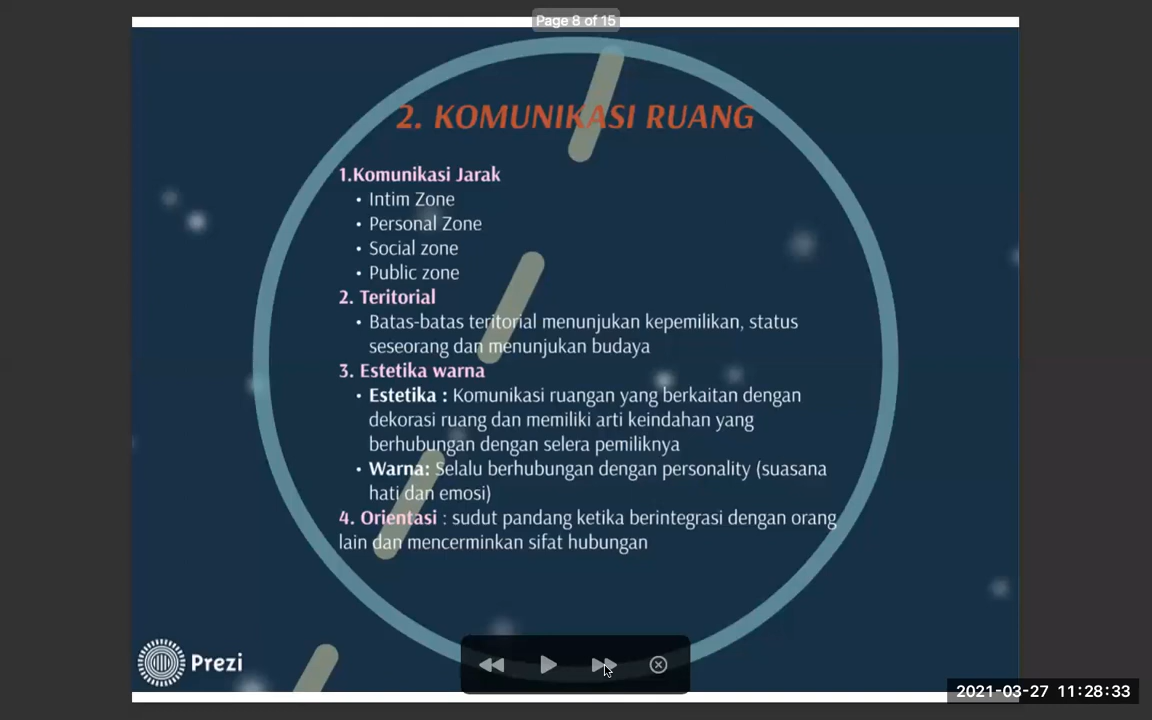 Page 8 of 15
2. KOMUNIKASI RUANG
1.Komunikasi Jarak
• Intim Zone
• Personal Zone
• Social zone
• Public zone
2. Teritorial
• Batas-batas teritorial menunjukan kepemilikan, status
seseorang dan menunjukan budaya
3. Estetika warna
• Estetika : Komunikasi ruangan yang berkaitan dengan
dekorasi ruang dan memiliki arti keindahan yang
berhubungan dengan selera pemiliknya
• Warna: Selalu berhubungan dengan personality (suasana
hati dan emosi)
4. Orientasi : sudut pandang ketika berintegrasi dengan orang
lain dan mencerminkan sifat hubungan
Prezi
2021-03-27 11:28:33